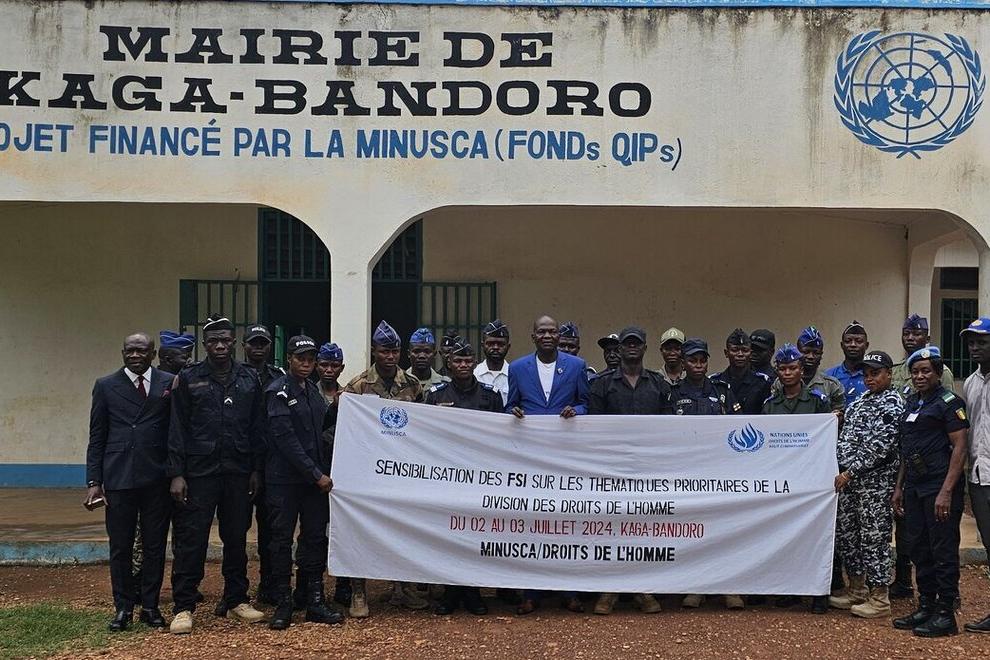 MAIRIE DE
KAGA-BANDORO
OJET FINANCÉ PAR LA MINUSCA (FONDs QIPs)
MINUSCA
NATIONS UNIES
DROITS DE L'HOMME
HAUT COMMISSARIAT
SENSIBILISATION DES FSI SUR LES THEMATIQUES PRIORITAIRES DE LA
DIVISION DES DROITS DE L'HOMME
DU 02 AU 03 JUILLET 2024, KAGA-BANDORO
MINUSCA/DROITS DE L'HOMME
POLICE